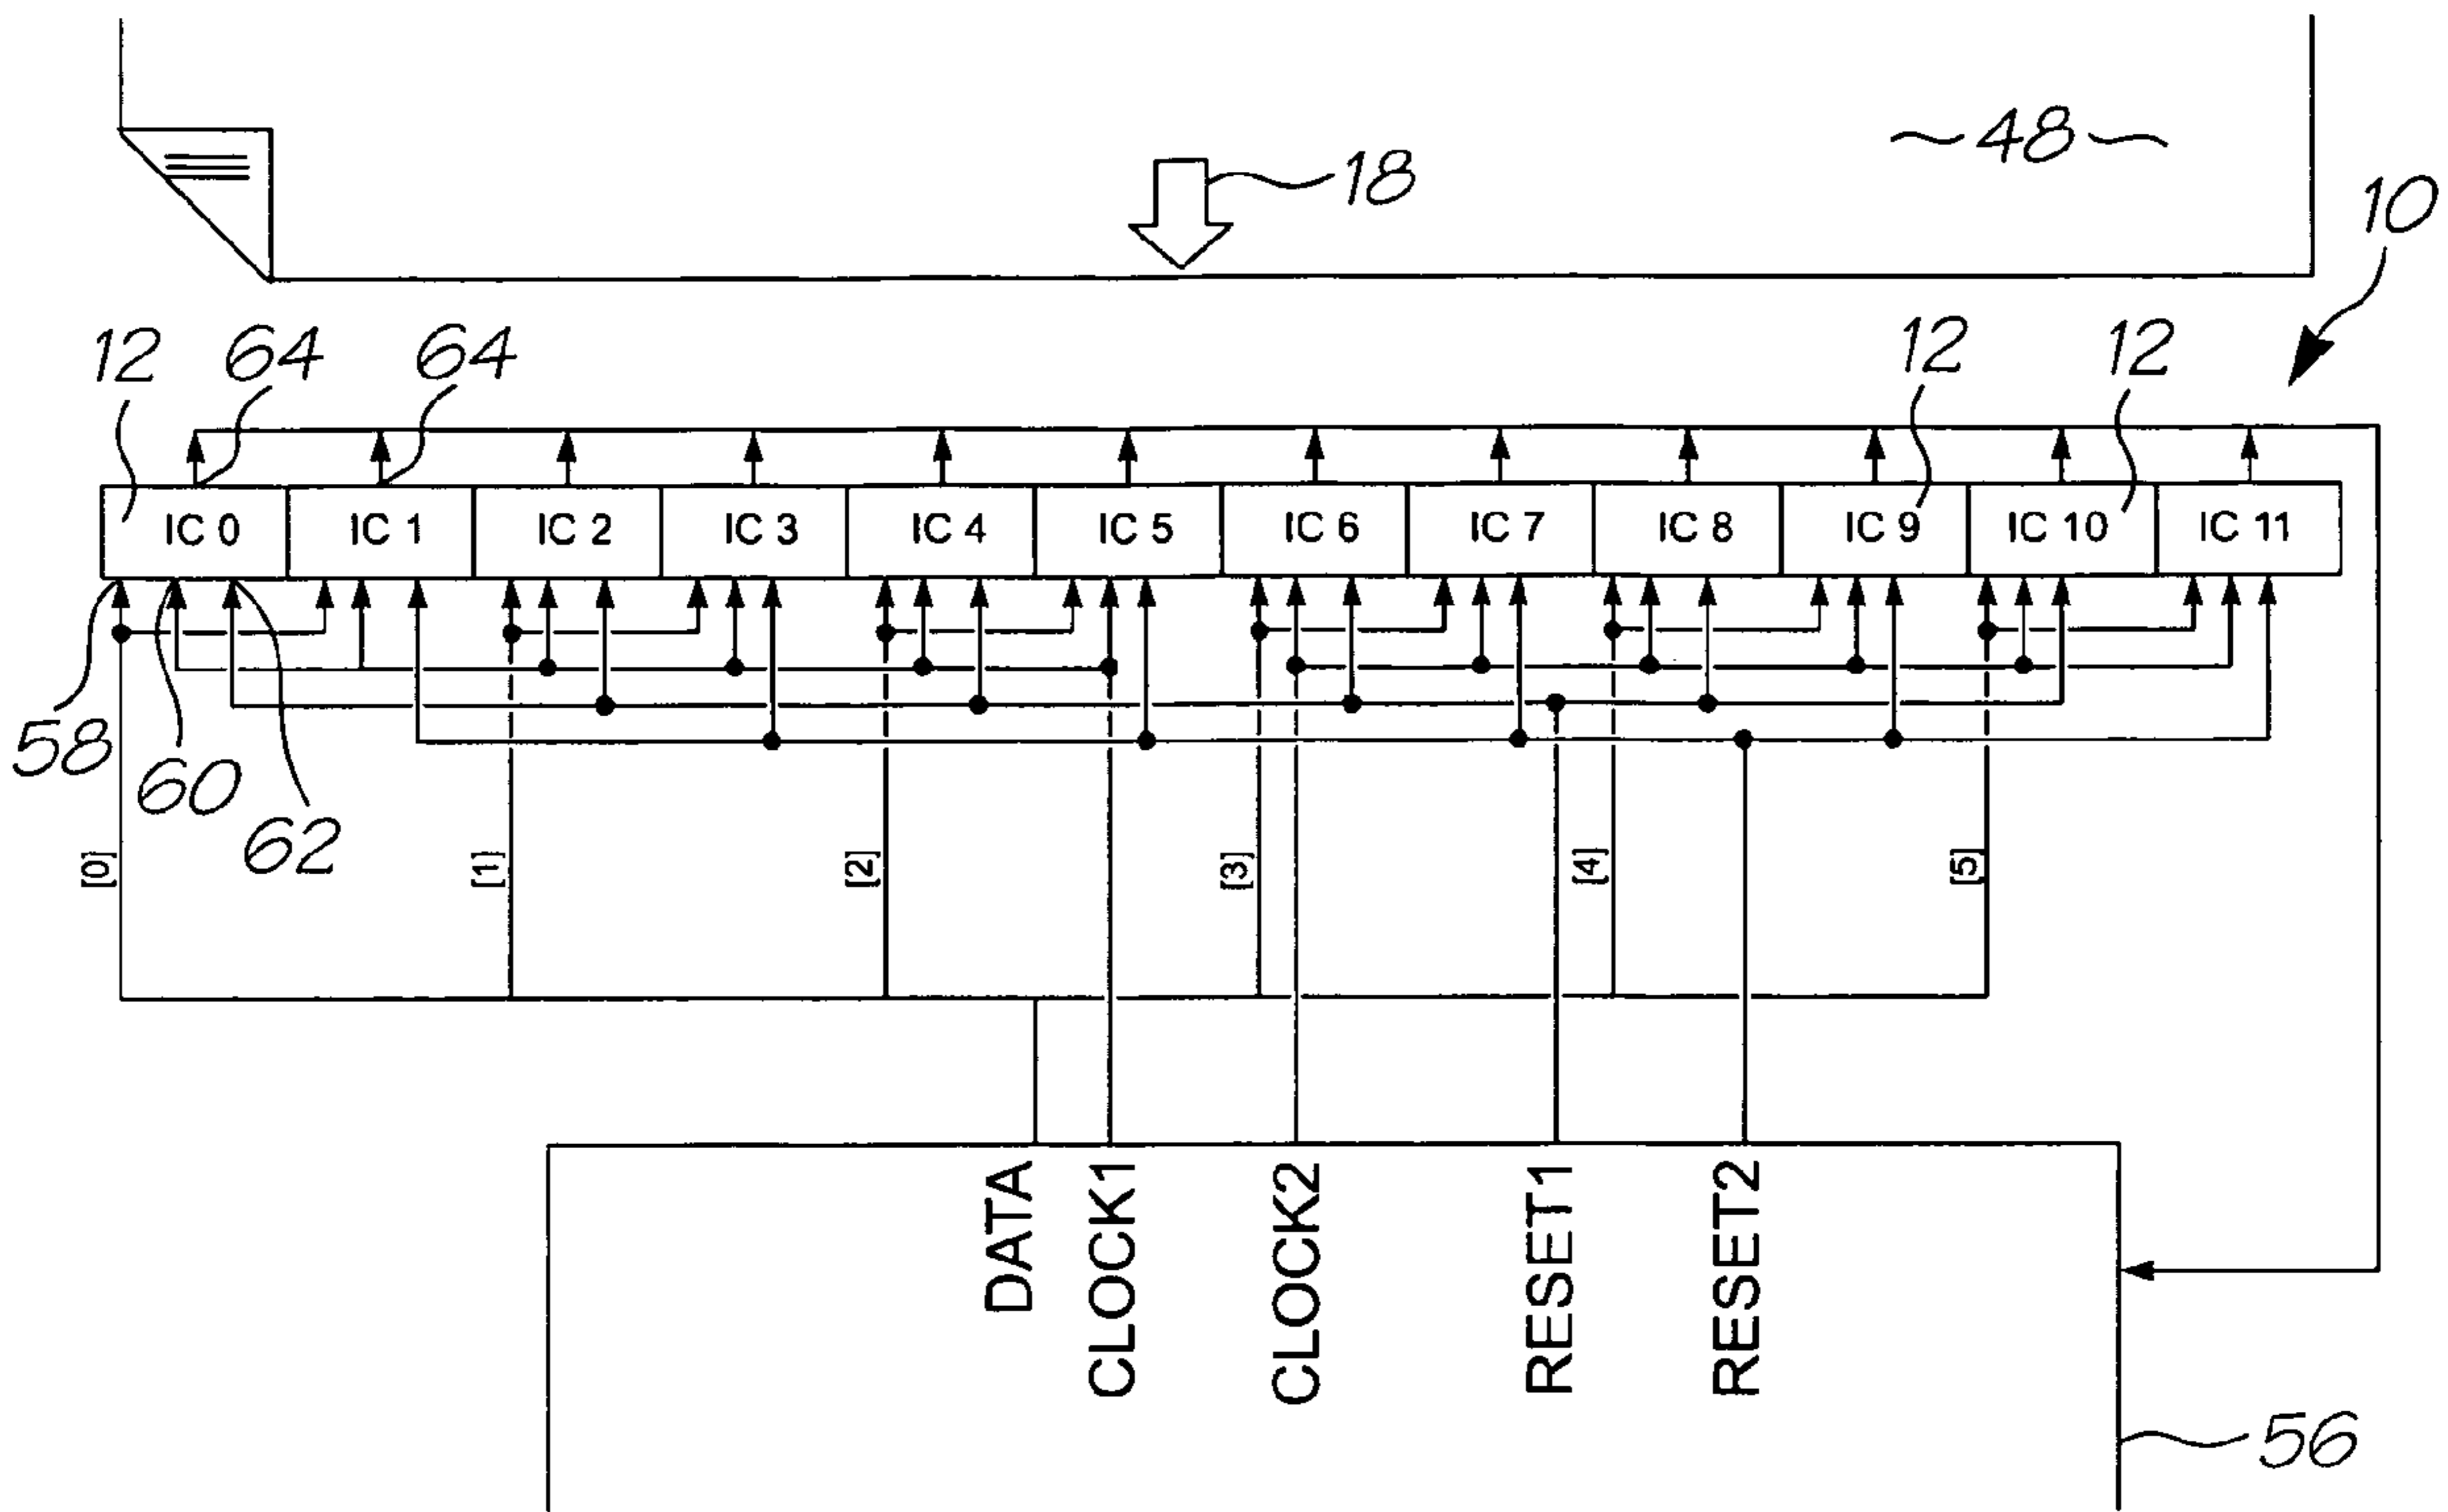 ~48~
18
10
12
64
64
12
12
IC 0
IC 1
IC 2
IC 3
IC 4
IC 5
IC 6
IC 7
IC 8
IC 9
IC 10
IC 11
58
60
62
[0]
[1]
[2]
[3]
[4]
[5]
DATA
CLOCK1
CLOCK2
RESET1
RESET2
56